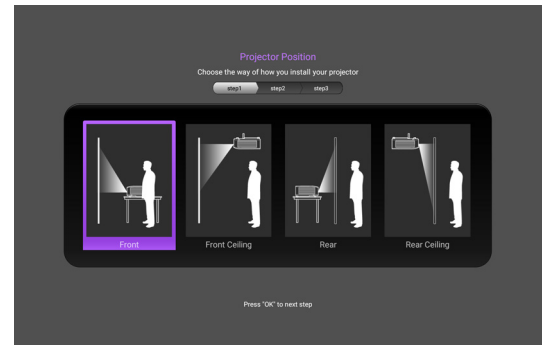 Projector Position
Choose the way of how you install your projector
step1 step2 step3
Front Front Ceiling Rear Rear Ceiling
Press "OK" to next step